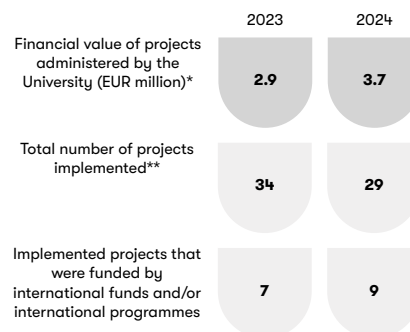 2023 2024
Financial value of projects
administered by the
University (EUR million)*
2.9 3.7
Total number of projects
implemented**
34 29
Implemented projects that
were funded by
international funds and/or
international programmes
7 9